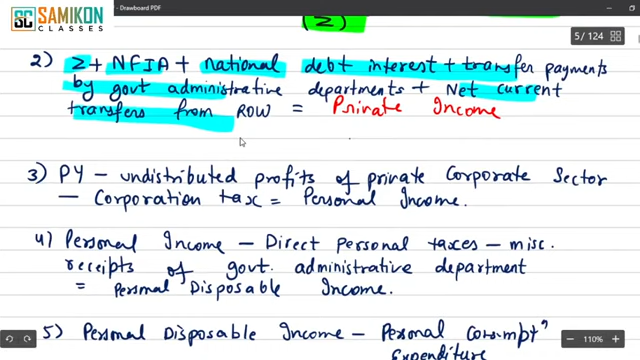 SAMIKON
CLASSES
Drawboard PDF
(Z)
5 / 124
2) Z + NFIA + national debt interest + transfer payments
by govt administrative departments + Net current
transfers from ROW = Private Income
3) PY - undistributed profits of private Corporate Sector
- Corporation tax = Personal Income.
4) Personal Income - Direct Personal taxes - misc.
receipts of govt. administrative department
= Personal Disposable Income.
5) Personal Disposable Income - Personal Consumptⁿ
Expenditure
110%